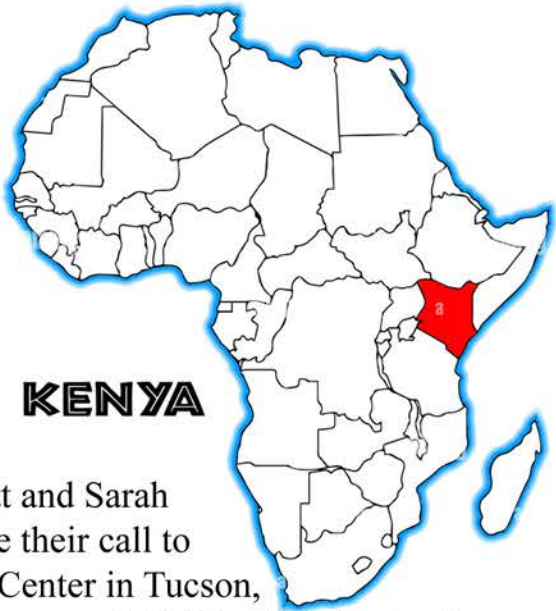 KENYA
and Sarah
their call to
Center in Tucson,